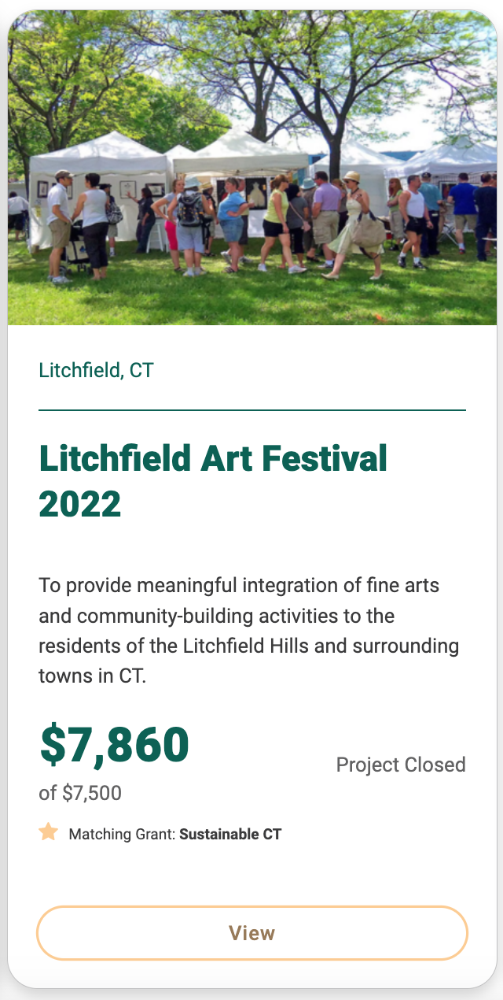 Litchfield, CT
Litchfield Art Festival
2022
To provide meaningful integration of fine arts
and community-building activities to the
residents of the Litchfield Hills and surrounding
towns in CT.
$7,860
Project Closed
of $7,500
Matching Grant: Sustainable CT
View